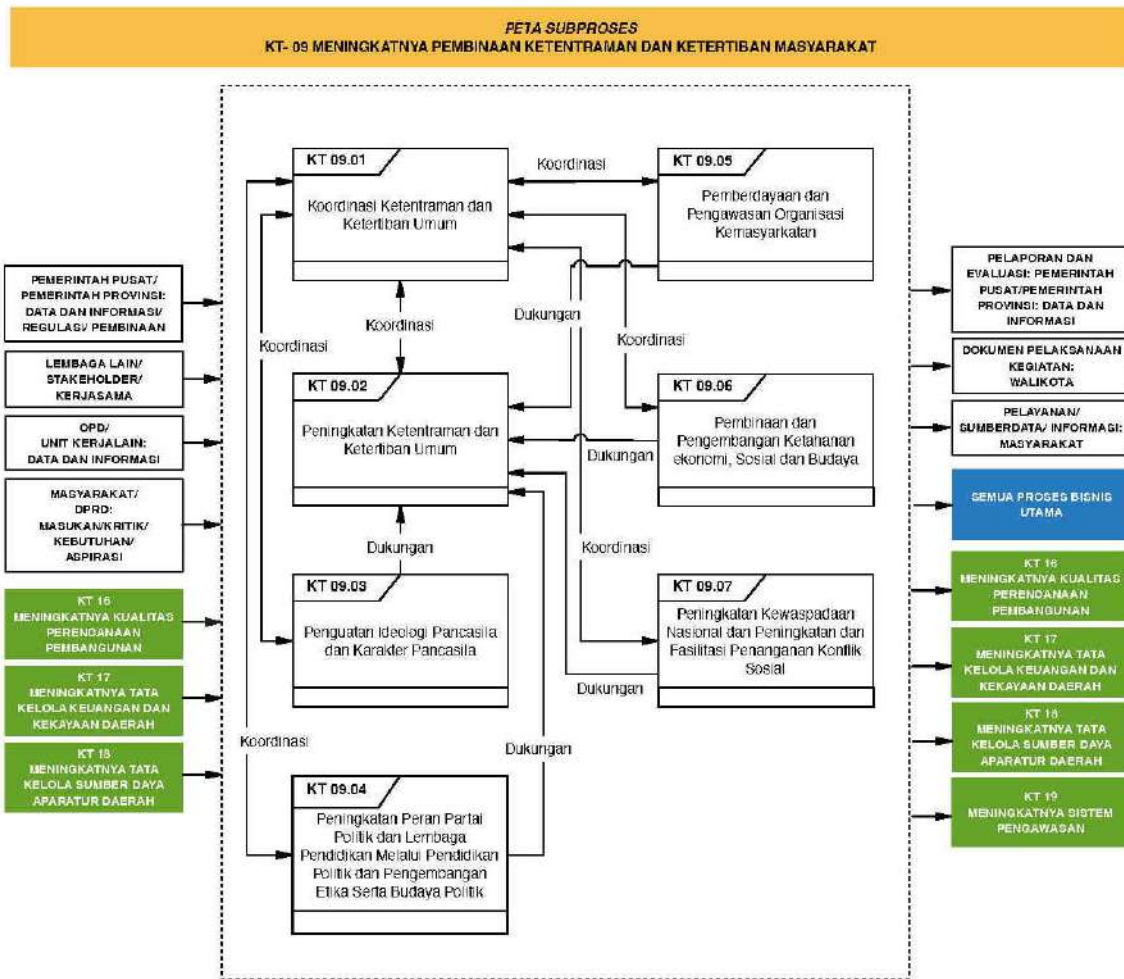 PETA SUBPROSES
KT- 09 MENINGKATNYA PEMBINAAN KETENTRAMAN DAN KETERTIBAN MASYARAKAT
PEMERINTAH PUSAT/
PEMERINTAH PROVINSI:
DATA DAN INFORMASI/
REGULASI/ PEMBINAAN
LEMBAGA LAIN/
STAKEHOLDER/
KERJASAMA
OPD/
UNIT KERJALAIN:
DATA DAN INFORMASI
MASYARAKAT/
DPRD:
MASUKAN/KRITIK/
KEBUTUHAN/
ASPIRASI
KT 16
MENINGKATNYA KUALITAS
PERENCANAAN
PEMBANGUNAN
KT 17
MENINGKATNYA TATA
KELOLA KEUANGAN DAN
KEKAYAAN DAERAH
KT 18
MENINGKATNYA TATA
KELOLA SUMBER DAYA
APARATUR DAERAH
KT 09.01
Koordinasi Ketentraman dan
Ketertiban Umum
Koordinasi
KT 09.05
Pemberdayaan dan
Pengawasan Organisasi
Kemasyarkatan
Koordinasi
Koordinasi
Dukungan
Koordinasi
KT 09.02
Peningkatan Ketentraman dan
Ketertiban Umum
KT 09.06
Pembinaan dan
Pengembangan Ketahanan
ekonomi, Sosial dan Budaya
Dukungan
Dukungan
Koordinasi
KT 09.03
Penguatan Ideologi Pancasila
dan Karakter Pancasila
KT 09.07
Peningkatan Kewaspadaan
Nasional dan Peningkatan dan
Fasilitasi Penanganan Konflik
Sosial
Dukungan
Koordinasi
Dukungan
KT 09.04
Peningkatan Peran Partai
Politik dan Lembaga
Pendidikan Melalui Pendidikan
Politik dan Pengembangan
Etika Serta Budaya Politik
PELAPORAN DAN
EVALUASI: PEMERINTAH
PUSAT/PEMERINTAH
PROVINSI: DATA DAN
INFORMASI
DOKUMEN PELAKSANAAN
KEGIATAN:
WALIKOTA
PELAYANAN/
SUMBERDATA/ INFORMASI:
MASYARAKAT
SEMUA PROSES BISNIS
UTAMA
KT 16
MENINGKATNYA KUALITAS
PERENCANAAN
PEMBANGUNAN
KT 17
MENINGKATNYA TATA
KELOLA KEUANGAN DAN
KEKAYAAN DAERAH
KT 18
MENINGKATNYA TATA
KELOLA SUMBER DAYA
APARATUR DAERAH
KT 19
MENINGKATNYA SISTEM
PENGAWASAN